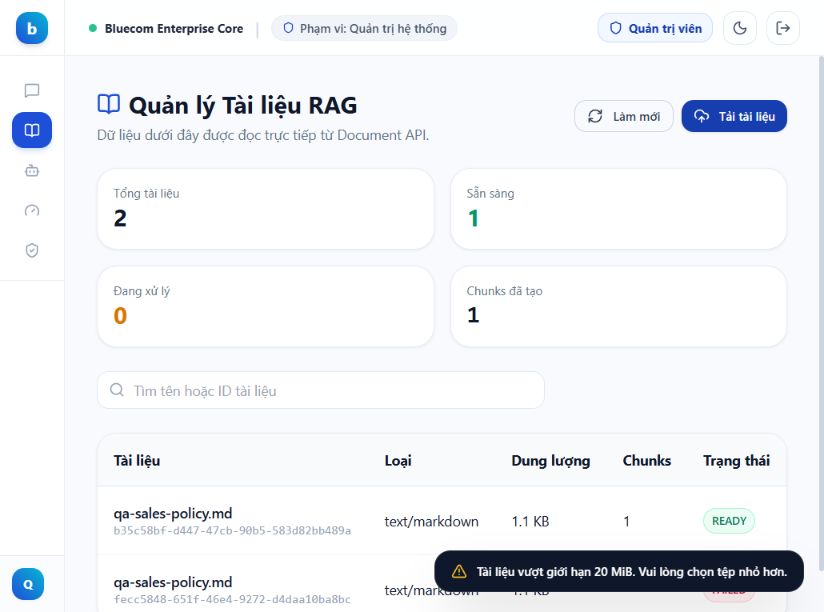 b
Bluecom Enterprise Core
Phạm vi: Quản trị hệ thống
Quản trị viên
Quản lý Tài liệu RAG
Dữ liệu dưới đây được đọc trực tiếp từ Document API.
Làm mới
Tải tài liệu
Tổng tài liệu
2
Sẵn sàng
1
Đang xử lý
0
Chunks đã tạo
1
Tìm tên hoặc ID tài liệu
Tài liệu Loại Dung lượng Chunks Trạng thái
qa-sales-policy.md
b35c58bf-d447-47cb-90b5-583d82bb489a
text/markdown 1.1 KB 1 READY
Tài liệu vượt giới hạn 20 MiB. Vui lòng chọn tệp nhỏ hơn.
qa-sales-policy.md
fecc5848-651f-46e4-9272-d4daa10ba8bc
Q